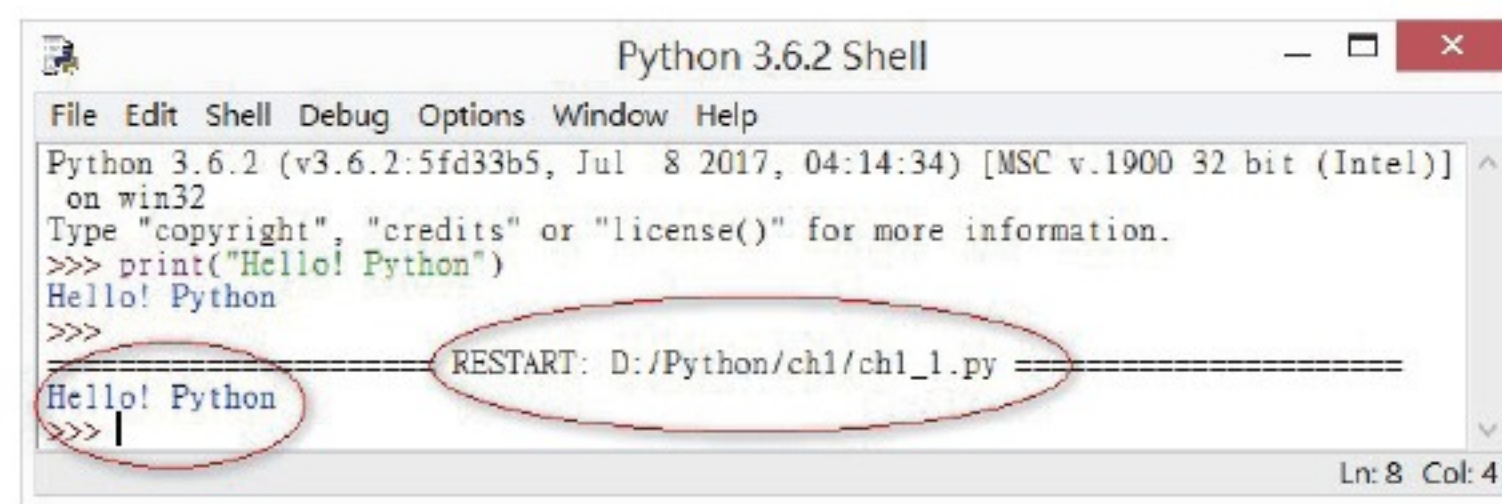 Python 3.6.2 Shell
File Edit Shell Debug Options Window Help
Python 3.6.2 (v3.6.2:5fd33b5, Jul  8 2017, 04:14:34) [MSC v.1900 32 bit (Intel)]
on win32
Type "copyright", "credits" or "license()" for more information.
>>> print("Hello! Python")
Hello! Python
>>>
===================== RESTART: D:/Python/ch1/ch1_1.py =====================
Hello! Python
>>>
Ln: 8 Col: 4